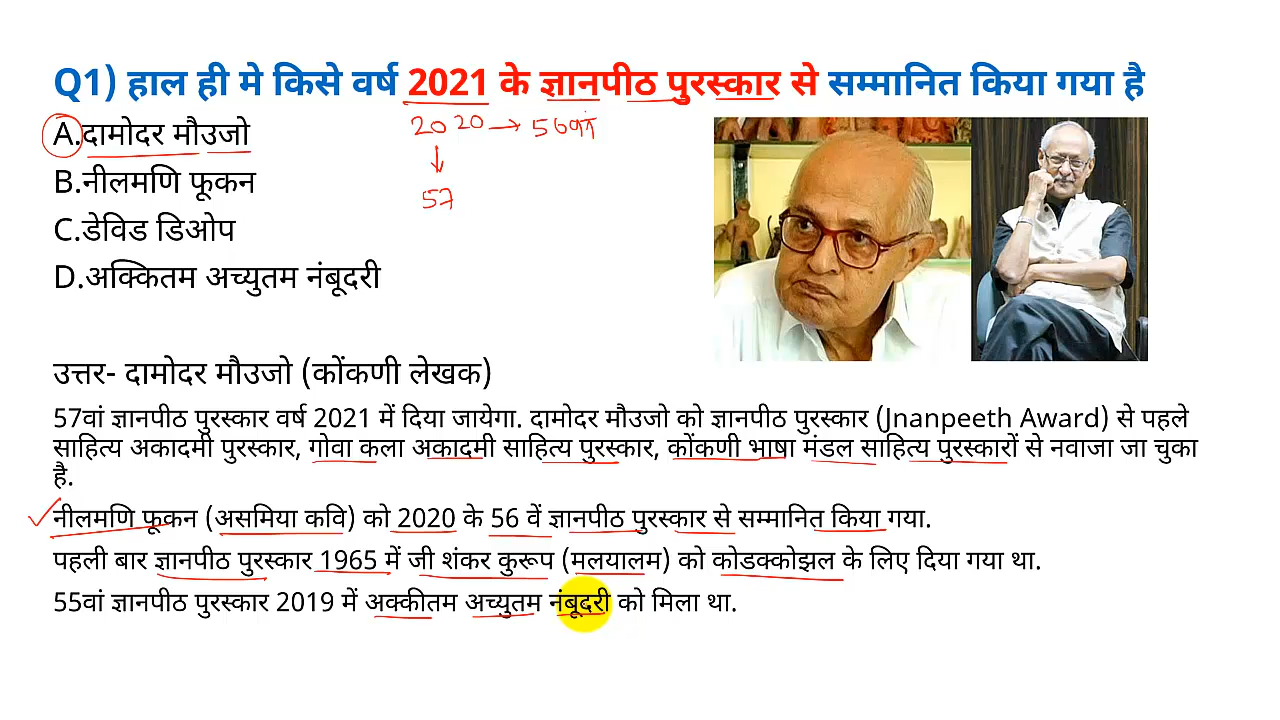 Q1) हाल ही मे किसे वर्ष 2021 के ज्ञानपीठ पुरस्कार से सम्मानित किया गया है
A.दामोदर मौउजो
2020 → 56वां
B.नीलमणि फूकन
57
C.डेविड डिओप
D.अक्कितम अच्युतम नंबूदरी
उत्तर- दामोदर मौउजो (कोंकणी लेखक)
57वां ज्ञानपीठ पुरस्कार वर्ष 2021 में दिया जायेगा. दामोदर मौउजो को ज्ञानपीठ पुरस्कार (Jnanpeeth Award) से पहले
साहित्य अकादमी पुरस्कार, गोवा कला अकादमी साहित्य पुरस्कार, कोंकणी भाषा मंडल साहित्य पुरस्कारों से नवाजा जा चुका
है.
नीलमणि फूकन (असमिया कवि) को 2020 के 56 वें ज्ञानपीठ पुरस्कार से सम्मानित किया गया.
पहली बार ज्ञानपीठ पुरस्कार 1965 में जी शंकर कुरूप (मलयालम) को कोडक्कोझल के लिए दिया गया था.
55वां ज्ञानपीठ पुरस्कार 2019 में अक्कीतम अच्युतम नंबूदरी को मिला था.